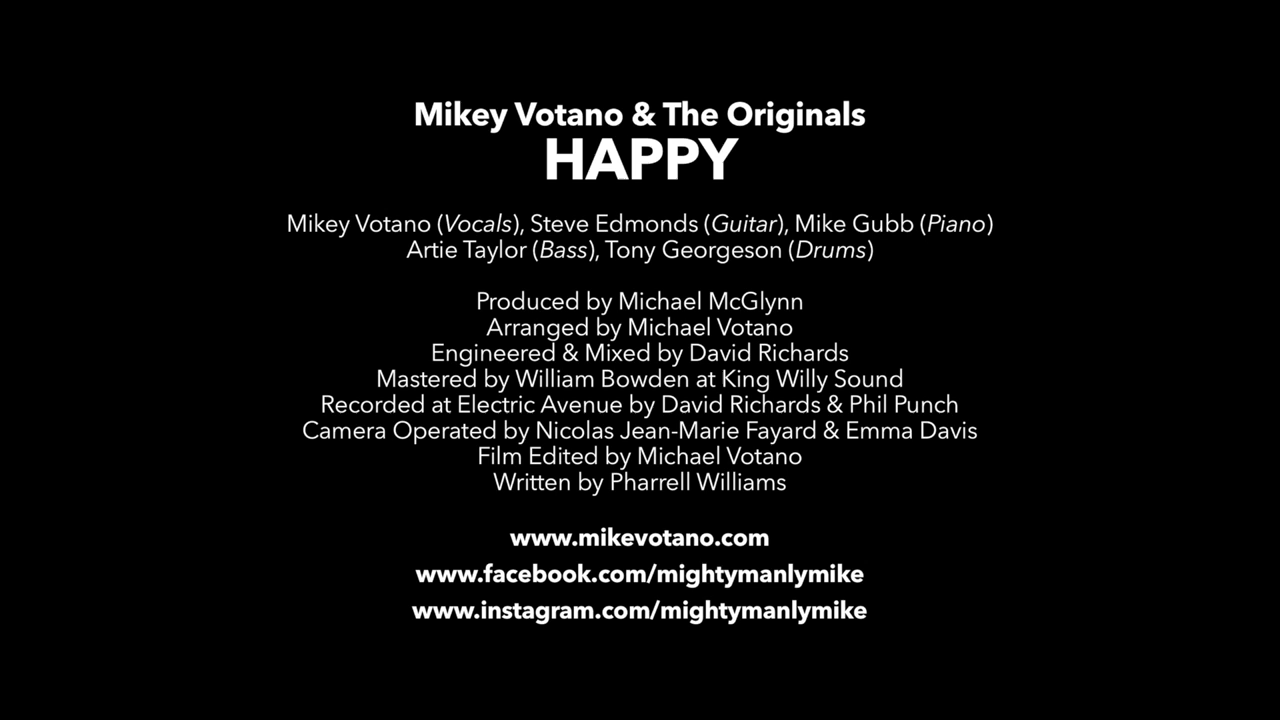 Mikey Votano & The Originals
HAPPY
Mikey Votano (Vocals), Steve Edmonds (Guitar), Mike Gubb (Piano)
Artie Taylor (Bass), Tony Georgeson (Drums)
Produced by Michael McGlynn
Arranged by Michael Votano
Engineered & Mixed by David Richards
Mastered by William Bowden at King Willy Sound
Recorded at Electric Avenue by David Richards & Phil Punch
Camera Operated by Nicolas Jean-Marie Fayard & Emma Davis
Film Edited by Michael Votano
Written by Pharrell Williams
www.mikevotano.com
www.facebook.com/mightymanlymike
www.instagram.com/mightymanlymike